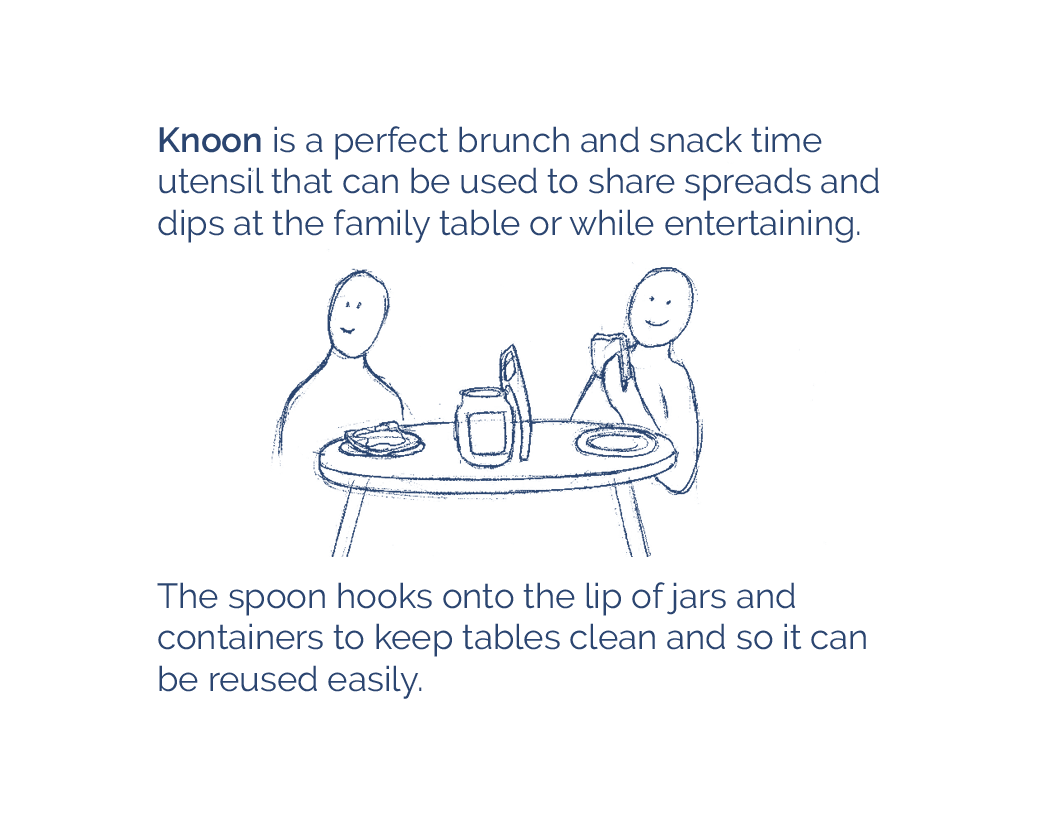 Knoon is a perfect brunch and snack time
utensil that can be used to share spreads and
dips at the family table or while entertaining.
The spoon hooks onto the lip of jars and
containers to keep tables clean and so it can
be reused easily.